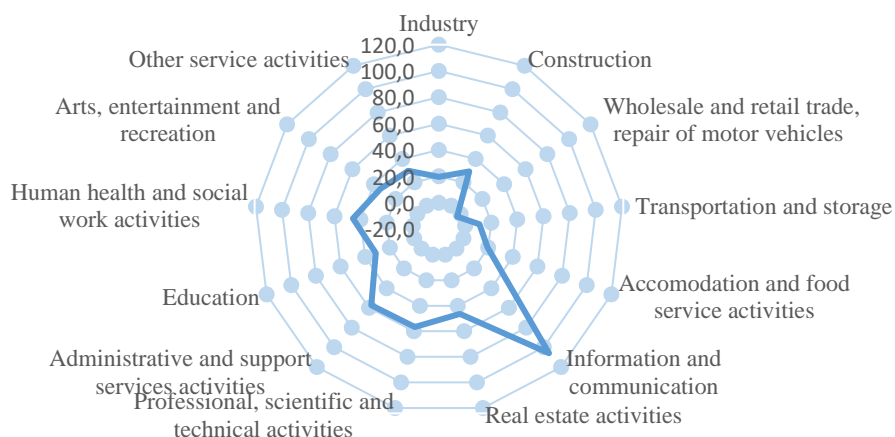 Industry
120,0
100,0
80,0
60,0
40,0
20,0
0,0
-20,0
Construction
Wholesale and retail trade,
repair of motor vehicles
Transportation and storage
Accomodation and food
service activities
Information and
communication
Real estate activities
Professional, scientific and
technical activities
Administrative and support
services activities
Education
Human health and social
work activities
Arts, entertainment and
recreation
Other service activities